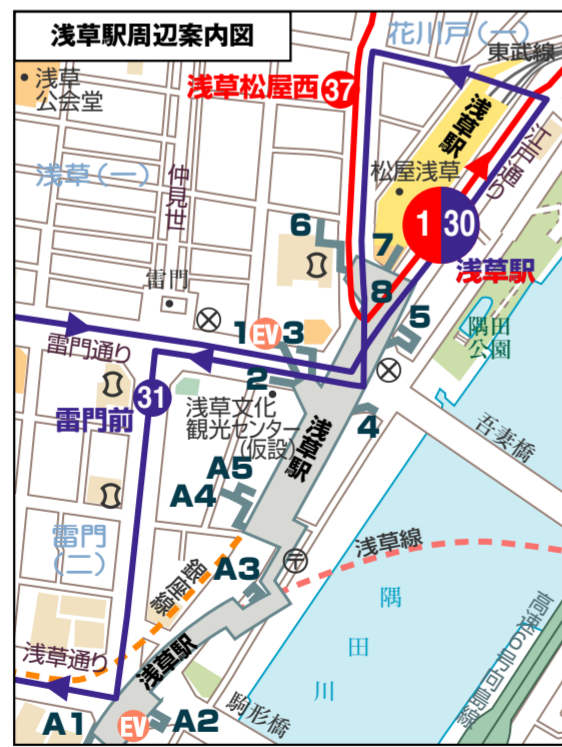 浅草駅周辺案内図
花川戸(一)
東武線
浅草
公会堂
浅草松屋西
37
浅草駅
江戸通り
浅草(一)
仲見世
松屋浅草
1
30
浅草駅
6
7
雷門
8
5
隅田
公園
1
EV
3
雷門通り
2
31
雷門前
浅草文化
観光センター
(仮設)
浅草駅
4
吾妻橋
A5
A4
雷門
(二)
浅草線
A3
〒
銀座線
隅田川
浅草通り
浅草駅
高速6号向島線
駒形橋
A1
EV
A2